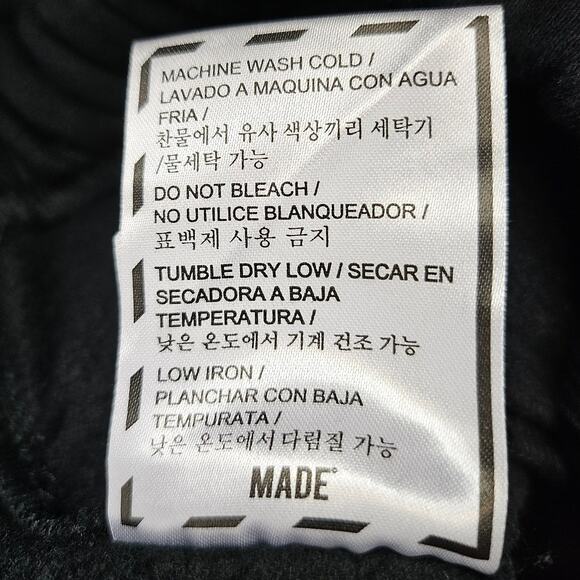 MACHINE WASH COLD /
LAVADO A MAQUINA CON AGUA
FRIA /
찬물에서 유사 색상끼리 세탁기
/물세탁 가능
DO NOT BLEACH /
NO UTILICE BLANQUEADOR /
표백제 사용 금지
TUMBLE DRY LOW / SECAR EN
SECADORA A BAJA
TEMPERATURA /
낮은 온도에서 기계 건조 가능
LOW IRON /
PLANCHAR CON BAJA
TEMPURATA /
낮은 온도에서 다림질 가능
MADE°